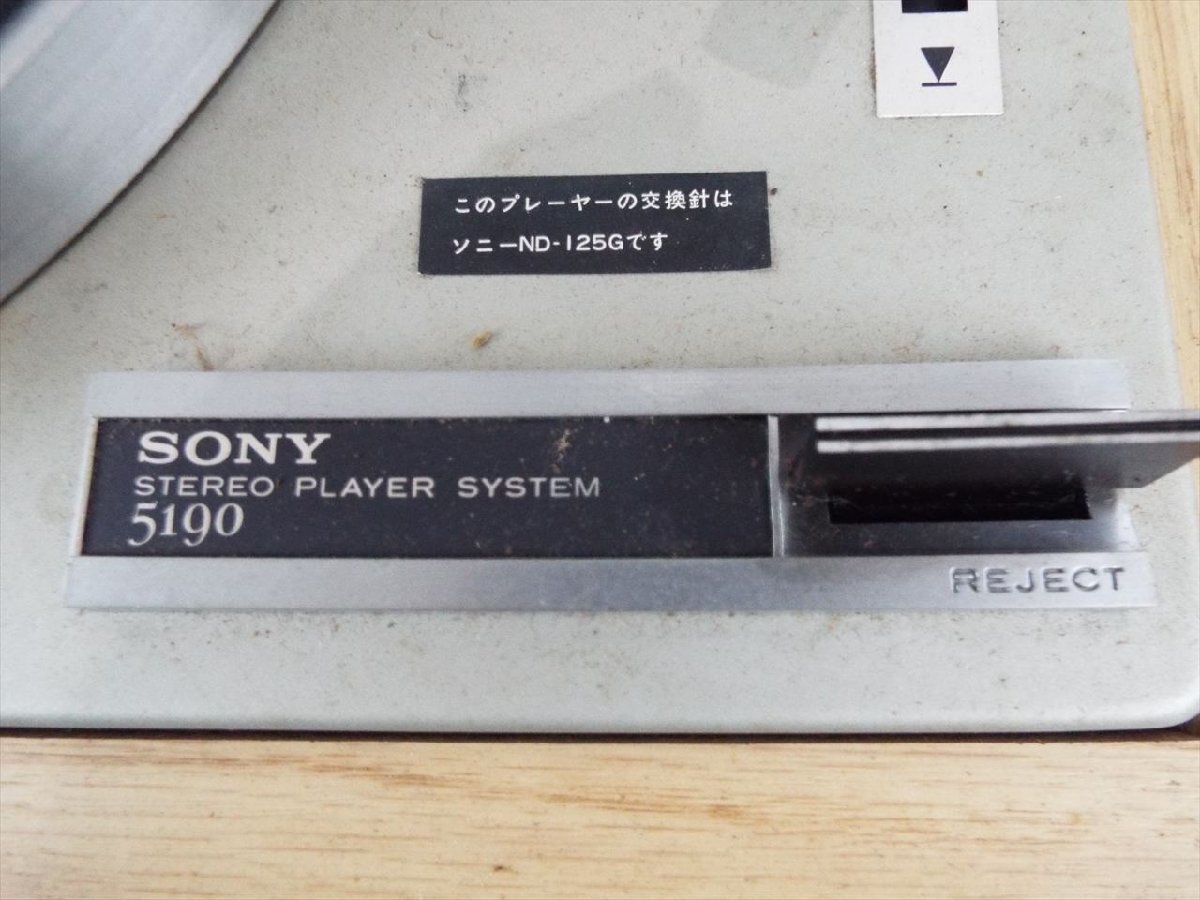 このプレーヤーの交換針は
ソニーND-125Gです
SONY
STEREO PLAYER SYSTEM
5190
REJECT